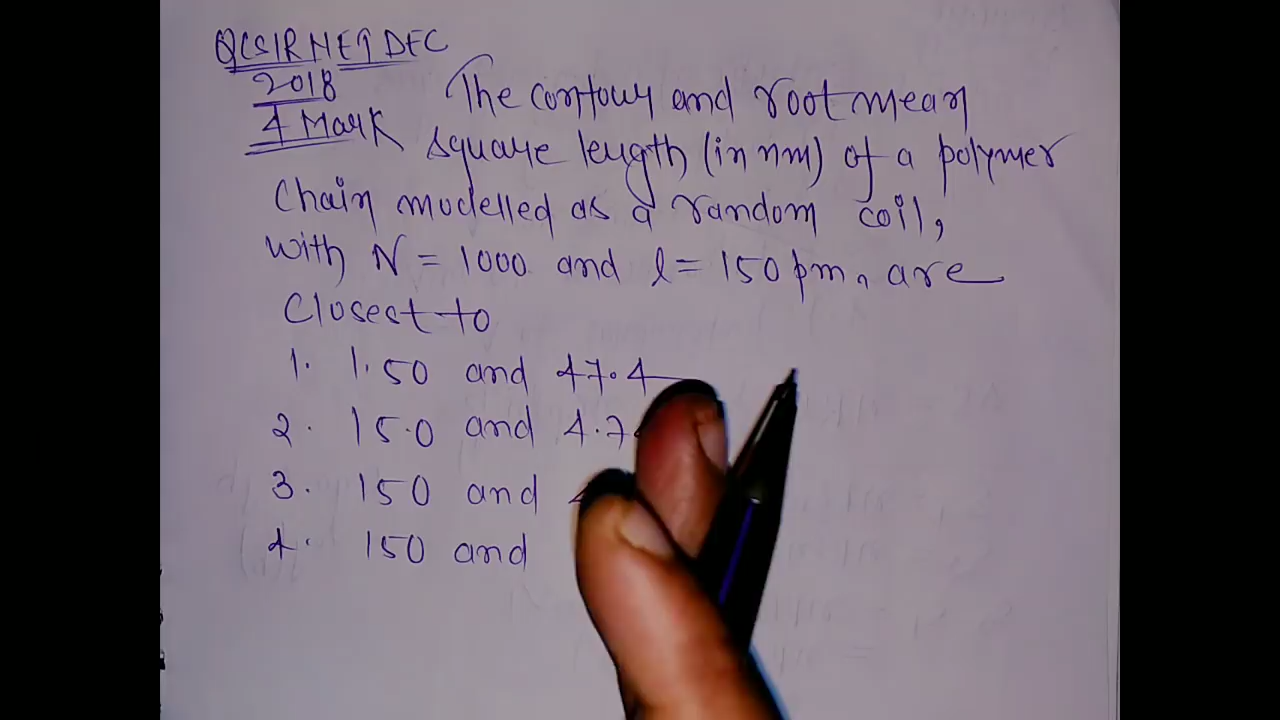 QCSIR NET DEC
2018
4 Mark
The contour and root mean
square length (in nm) of a polymer
Chain modelled as a random coil,
with N = 1000 and l = 150 pm, are
Closest to
1. 1.50 and 47.4
2. 15.0 and 4.7
3. 150 and
4. 150 and